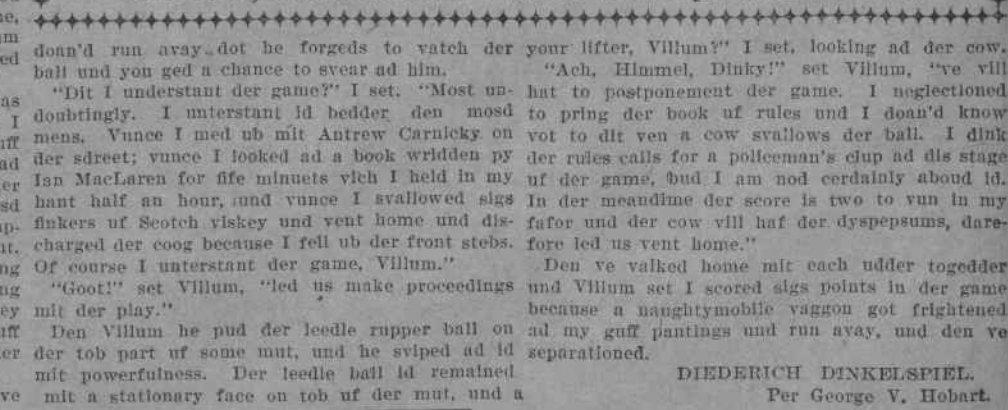 doan'd run avay dot he forgeds to vatch der
ball und you ged a chance to svear ad him.
"Dit I understant der game?" I set. "Most un-
doubtingly. I unterstant id bedder den mosd
mens. Vunce I med ub mit Antrew Carnicky on
der sdreet; vunce I looked ad a book wridden py
Ian MacLaren for fife minuets vich I held in my
hant half an hour, und vunce I svallowed sigs
finkers uf Scotch viskey und vent home und dis-
charged der coog because I fell ub der front stebs.
Of course I unterstant der game, Villum."
"Goot!" set Villum, "led us make proceedings
mit der play."
Den Villum he pud der leedle rupper ball on
der tob part uf some mut, und he sviped ad id
mit powerfulness. Der leedle ball id remained
mit a stationary face on tob uf der mut, und a
your lifter, Villum?" I set, looking ad der cow.
"Ach, Himmel, Dinky!" set Villum, "ve vill
hat to postponement der game. I neglectioned
to pring der book uf rules und I doan'd know
vot to dit ven a cow svallows der ball. I dink
der rules calls for a policeman's clup ad dis stage
uf der game, bud I am nod cerdainly aboud id.
In der meandime der score is two to vun in my
fafor und der cow vill haf der dyspepsums, dare-
fore led us vent home."
Den ve valked home mit each udder togedder
und Villum set I scored sigs points in der game
because a naughtymobile vaggon got frightened
ad my guff pantings und run avay, und den ve
separationed.
DIEDERICH DINKELSPIEL.
Per George V. Hobart.